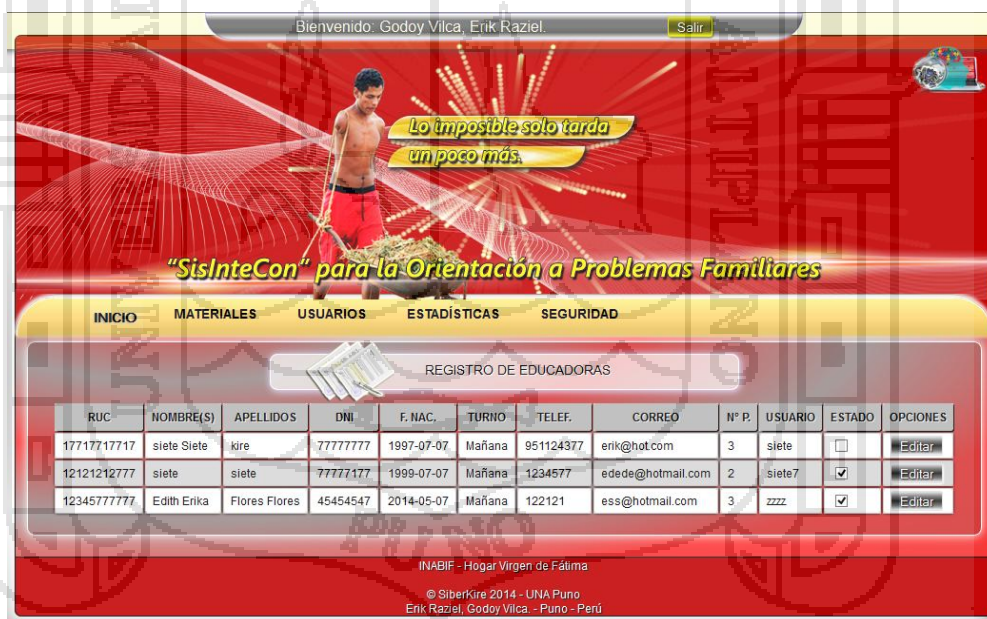 Bienvenido: Godoy Vilca, Erik Raziel. Salir
Lo imposible solo tarda
un poco más.
"SisInteCon" para la Orientación a Problemas Familiares
INICIO MATERIALES USUARIOS ESTADÍSTICAS SEGURIDAD
REGISTRO DE EDUCADORAS
RUC NOMBRE(S) APELLIDOS DNI F. NAC. TURNO TELEF. CORREO N° P. USUARIO ESTADO OPCIONES
17717717717 siete Siete kire 77777777 1997-07-07 Mañana 951124377 erik@hot.com 3 siete Editar
12121212777 siete siete 77777177 1999-07-07 Mañana 1234577 edede@hotmail.com 2 siete7 Editar
12345777777 Edith Erika Flores Flores 45454547 2014-05-07 Mañana 122121 ess@hotmail.com 3 zzzz Editar
INABIF - Hogar Virgen de Fátima
© SiberKire 2014 - UNA Puno
Erik Raziel, Godoy Vilca. - Puno - Perú